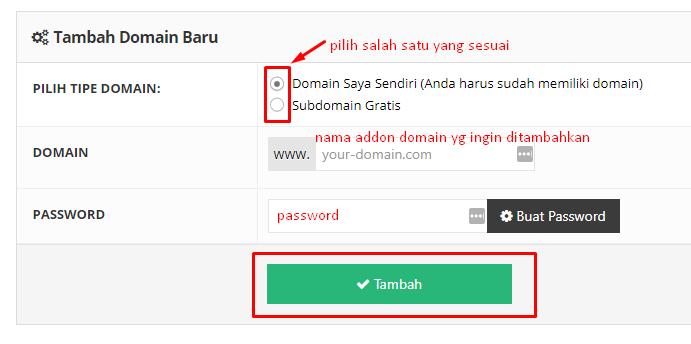 Tambah Domain Baru
pilih salah satu yang sesuai
PILIH TIPE DOMAIN:
Domain Saya Sendiri (Anda harus sudah memiliki domain)
Subdomain Gratis
nama addon domain yg ingin ditambahkan
DOMAIN
www. your-domain.com
PASSWORD
password
Buat Password
Tambah